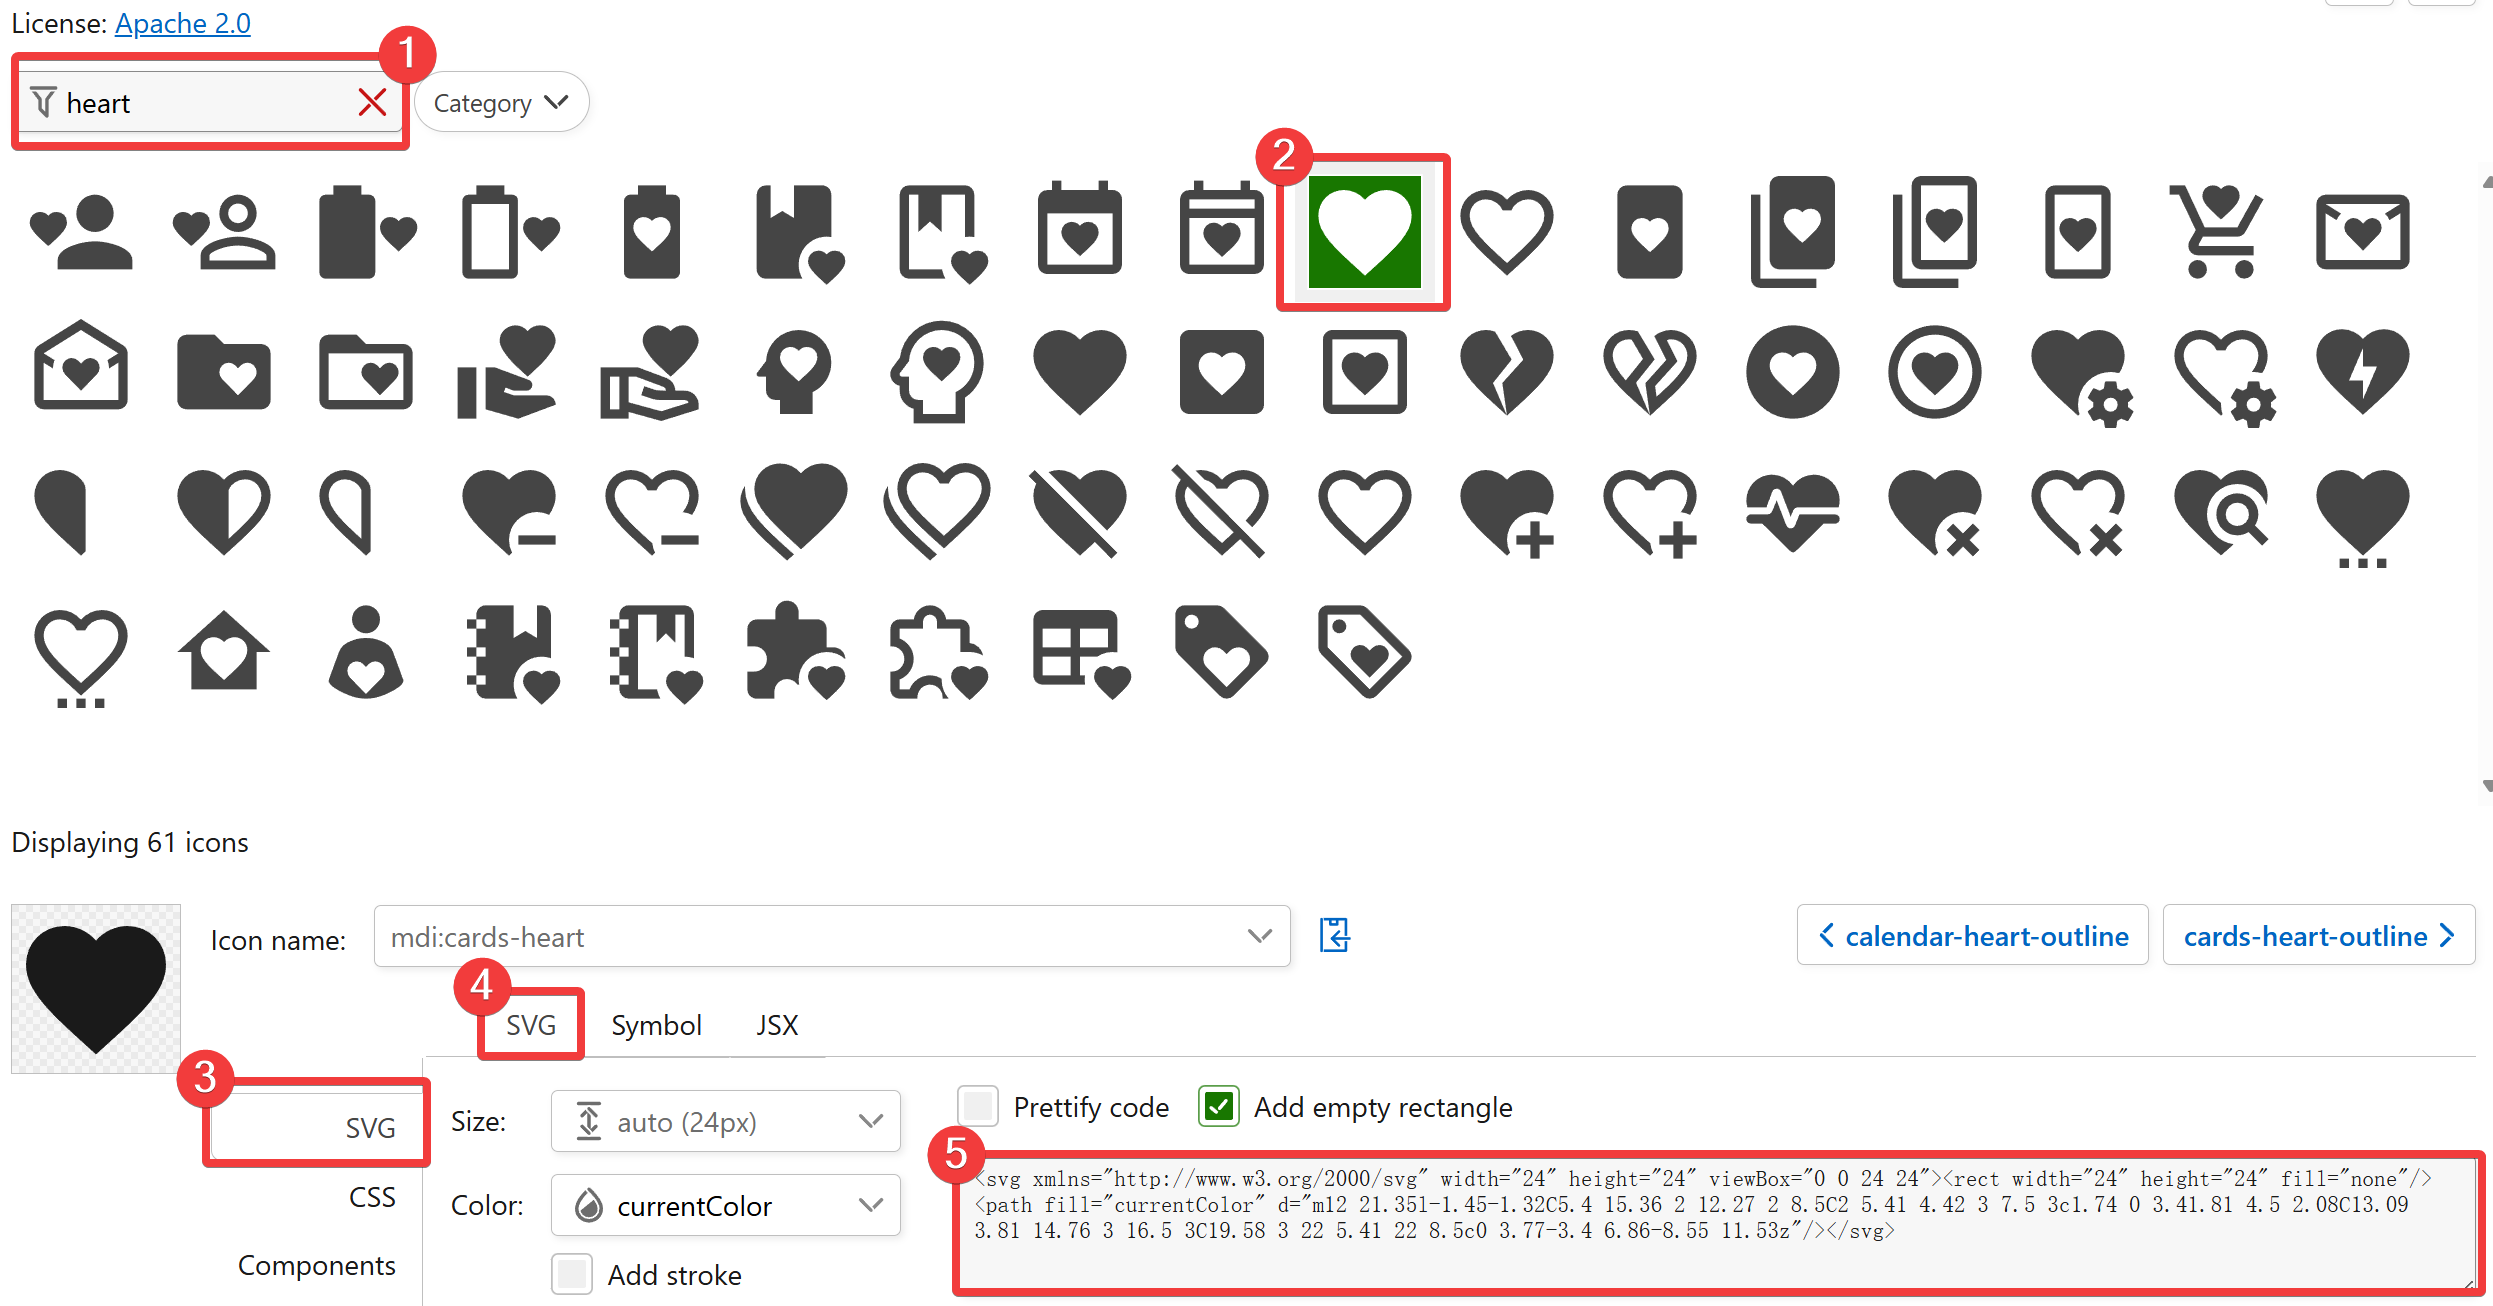 License: Apache 2.0
1
heart
Category
2
Displaying 61 icons
Icon name:
mdi:cards-heart
calendar-heart-outline
cards-heart-outline
4
SVG
Symbol
JSX
3
SVG
CSS
Components
Size:
auto (24px)
Color:
currentColor
Add stroke
Prettify code
Add empty rectangle
5
<svg xmlns="http://www.w3.org/2000/svg" width="24" height="24" viewBox="0 0 24 24"><rect width="24" height="24" fill="none"/>
<path fill="currentColor" d="m12 21.35l-1.45-1.32C5.4 15.36 2 12.27 2 8.5C2 5.41 4.42 3 7.5 3c1.74 0 3.41.81 4.5 2.08C13.09
3.81 14.76 3 16.5 3C19.58 3 22 5.41 22 8.5c0 3.77-3.4 6.86-8.55 11.53z"/></svg>